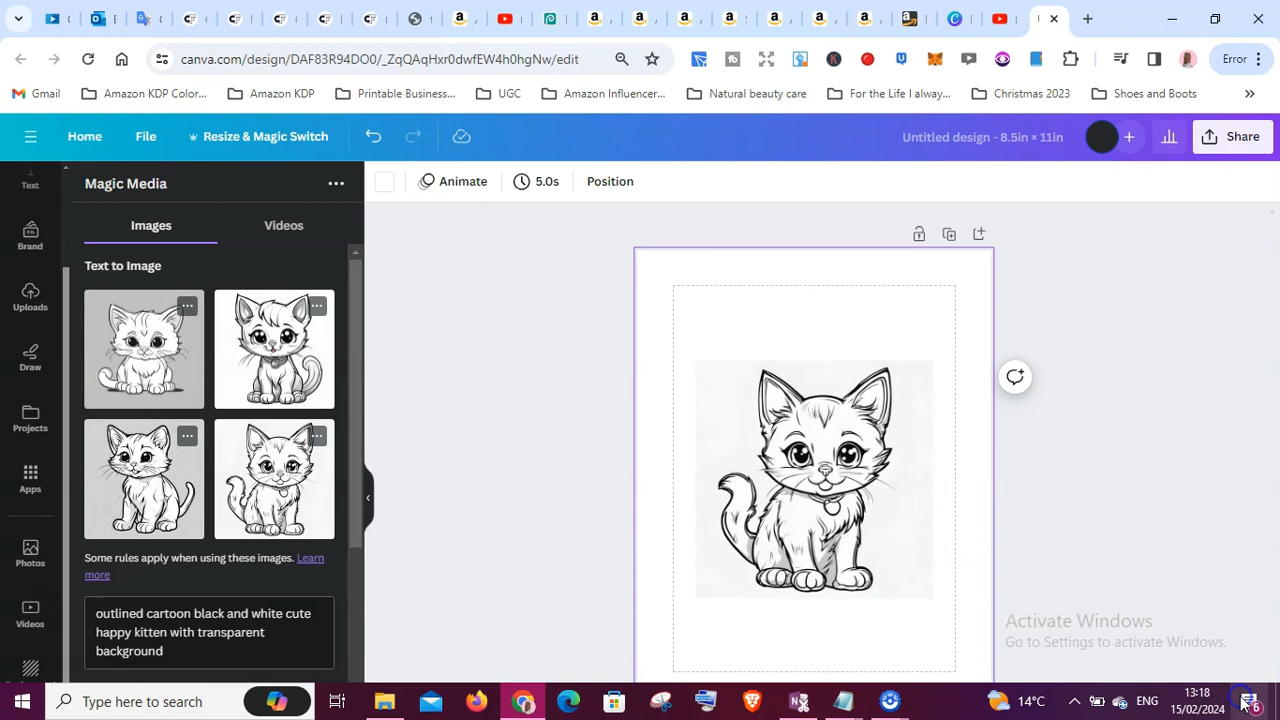 Error
canva.com/design/DAF83R94DO0/_ZqQAqHxr0dwfEW4h0hgNw/edit
Gmail
Amazon KDP Color...
Amazon KDP
Printable Business...
UGC
Amazon Influencer...
Natural beauty care
For the Life I alway...
Christmas 2023
Shoes and Boots
Home
File
Resize & Magic Switch
Untitled design - 8.5in × 11in
Share
Text
Brand
Uploads
Draw
Projects
Apps
Photos
Videos
Magic Media
Images
Videos
Text to Image
Some rules apply when using these images. Learn
more
outlined cartoon black and white cute
happy kitten with transparent
background
Animate
5.0s
Position
Activate Windows
Go to Settings to activate Windows.
Type here to search
14°C
ENG
13:18
15/02/2024
6